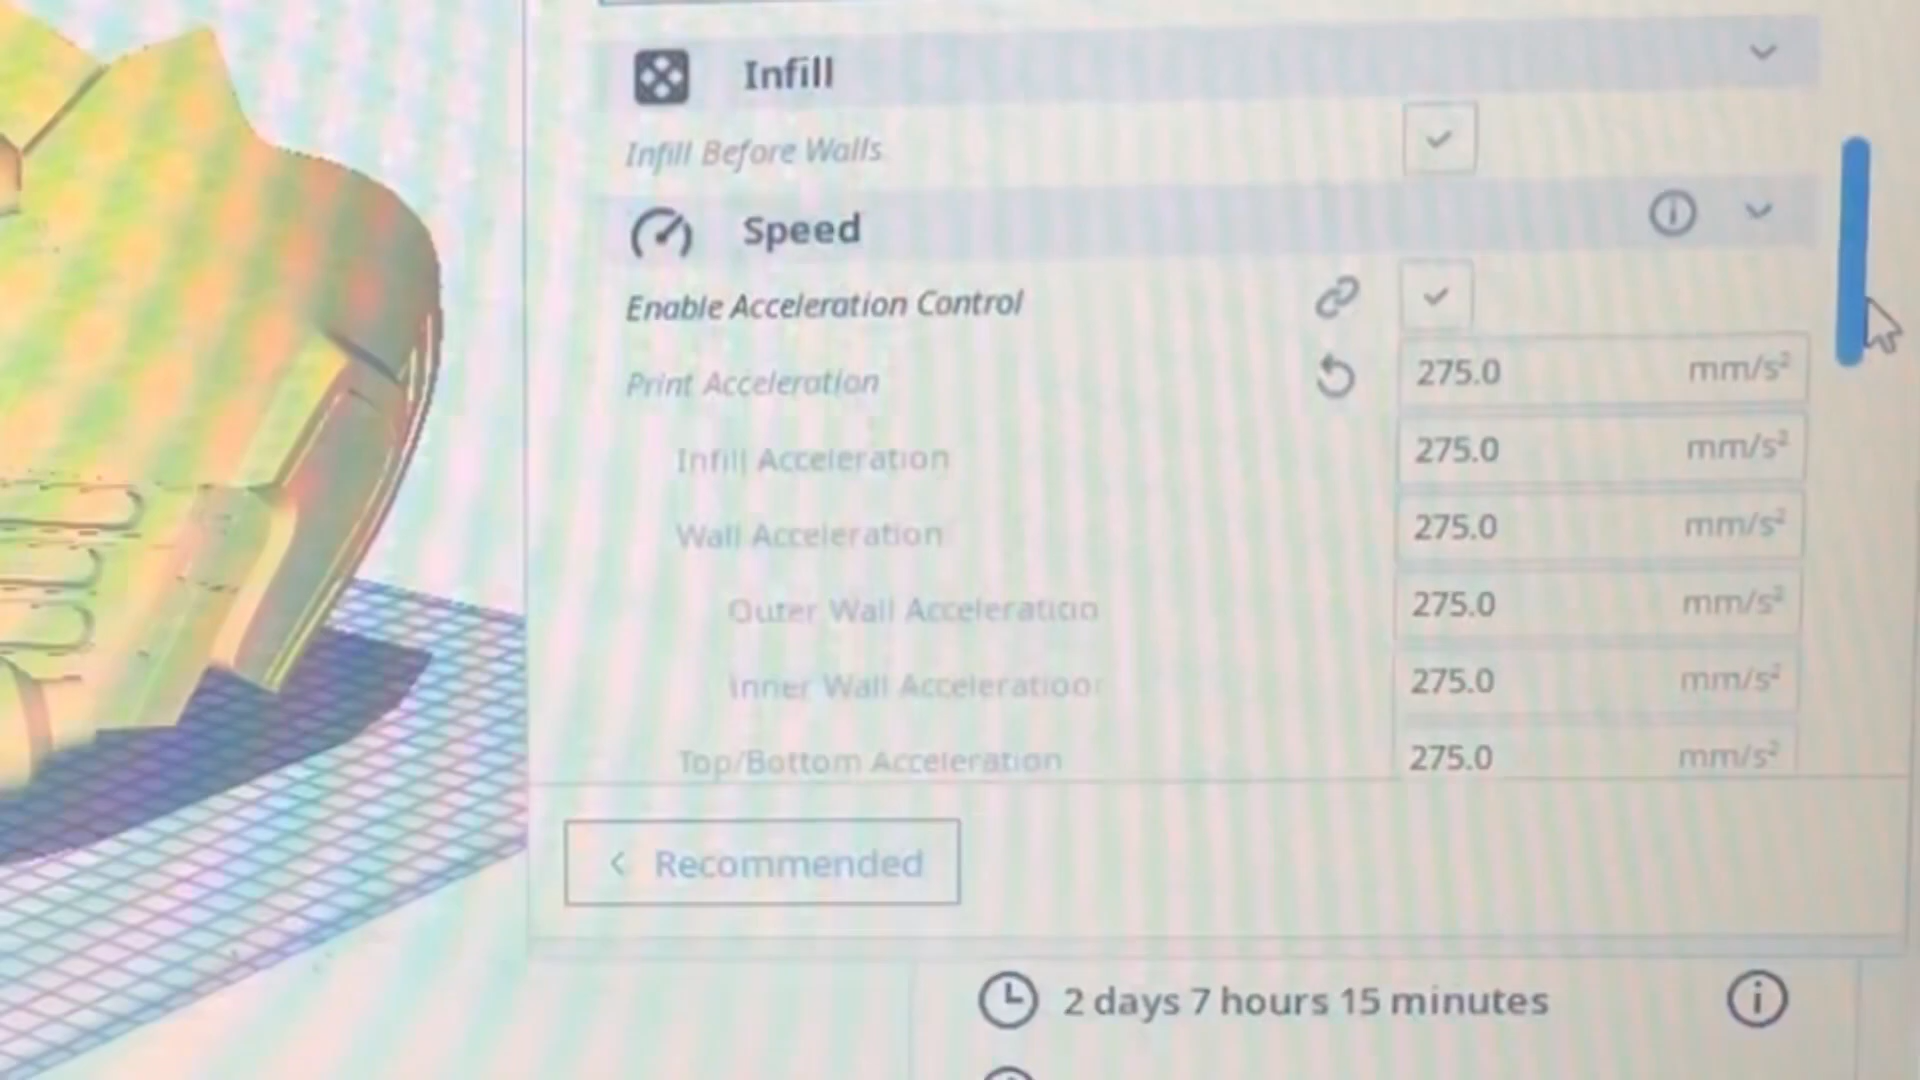 Infill
Infill Before Walls
Speed
Enable Acceleration Control
Print Acceleration 275.0 mm/s²
Infill Acceleration 275.0 mm/s²
Wall Acceleration 275.0 mm/s²
Outer Wall Acceleration 275.0 mm/s²
Inner Wall Acceleration 275.0 mm/s²
Top/Bottom Acceleration 275.0 mm/s²
< Recommended
2 days 7 hours 15 minutes